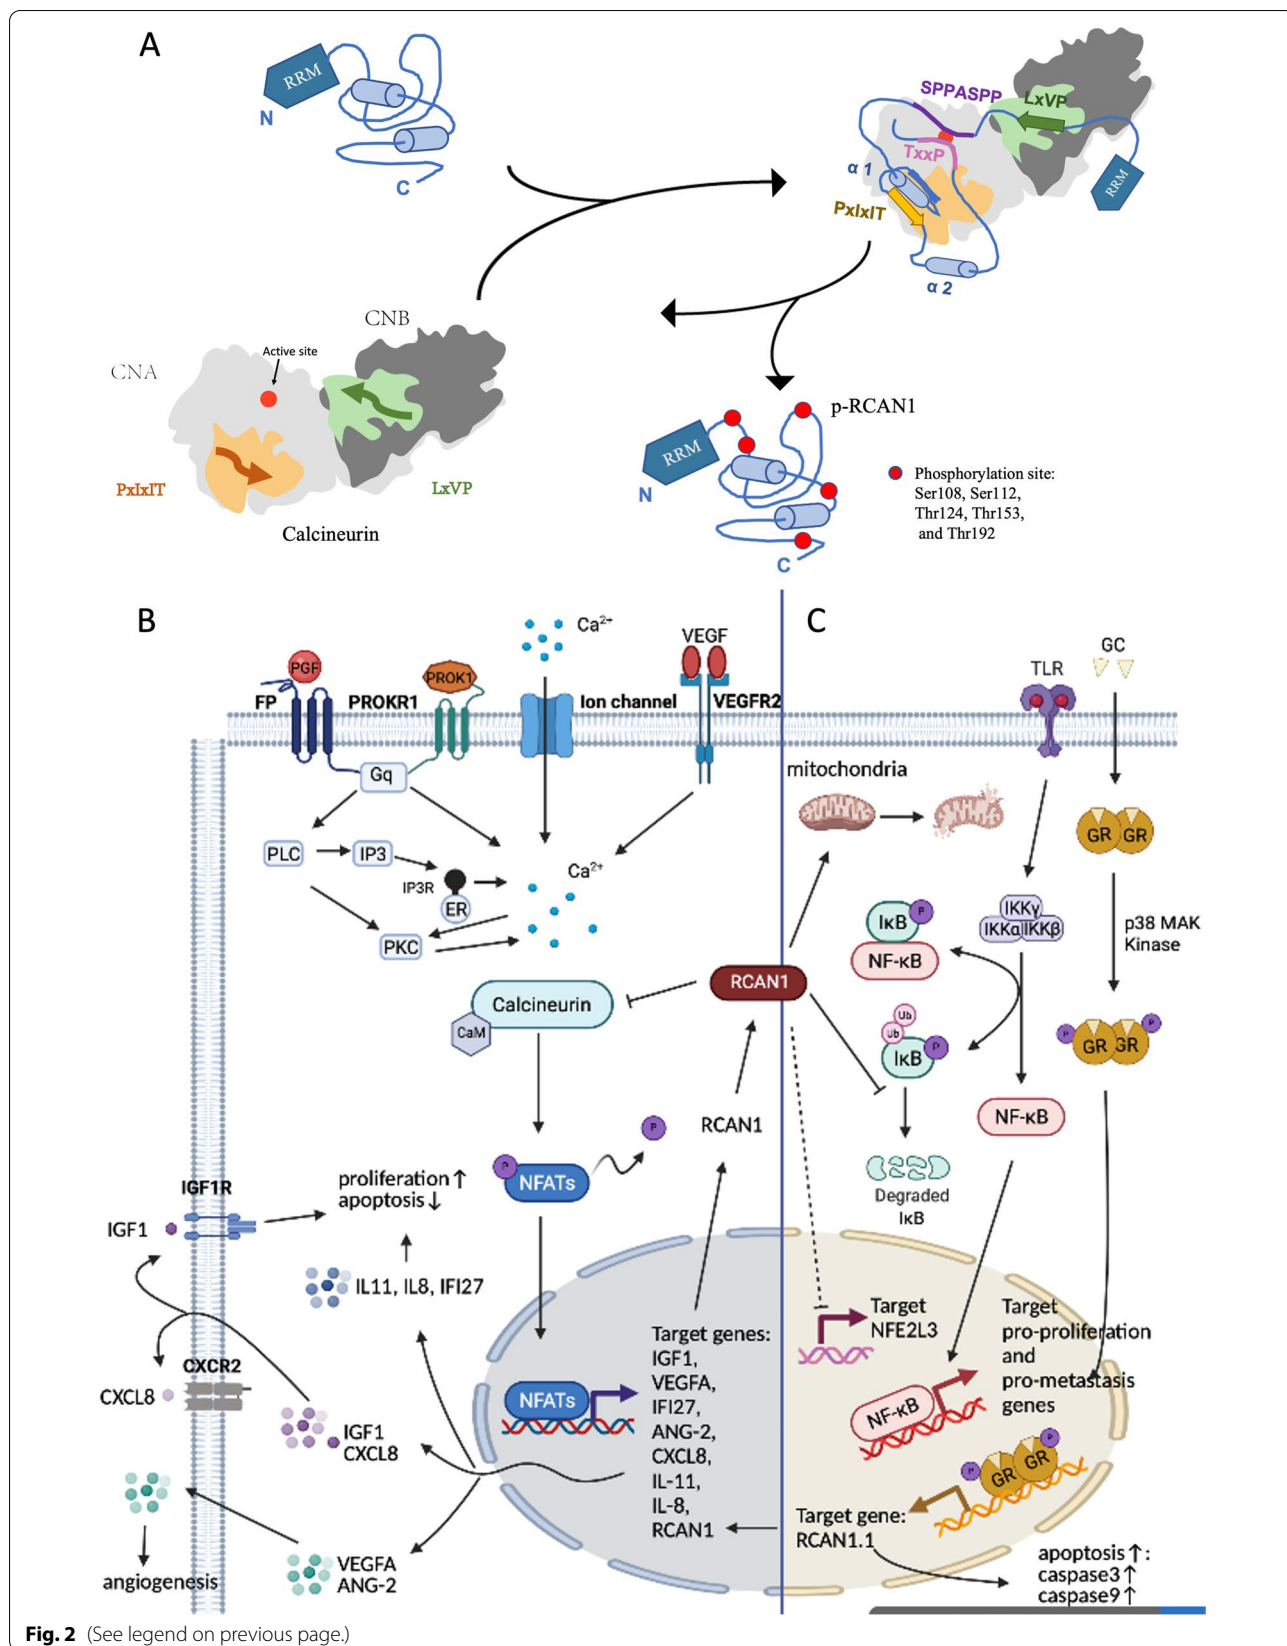 A
RRM
N
C
SPPASPP
LxVP
TxxP
α 1
RRM
PxIxIT
α 2
CNB
CNA
Active site
PxIxIT
LxVP
Calcineurin
p-RCAN1
RRM
N
C
Phosphorylation site:
Ser108, Ser112,
Thr124, Thr153,
and Thr192
B
Ca2+
PGF
FP
PROKR1
PROK1
Ion channel
VEGF
VEGFR2
Gq
PLC
IP3
IP3R
ER
Ca2+
PKC
RCAN1
Calcineurin
CaM
RCAN1
P
P
NFATs
proliferation ↑
apoptosis ↓
IGF1R
IGF1
IL11, IL8, IFI27
CXCR2
CXCL8
IGF1
CXCL8
NFATs
Target genes:
IGF1,
VEGFA,
IFI27,
ANG-2,
CXCL8,
IL-11,
IL-8,
RCAN1
VEGFA
ANG-2
angiogenesis
C
TLR
GC
mitochondria
GR GR
IKKγ
IKKα IKKβ
p38 MAK
Kinase
IκB P
NF-κB
Ub
Ub
IκB P
P GR GR P
NF-κB
Degraded
IκB
Target
NFE2L3
Target
pro-proliferation
and
pro-metastasis
genes
NF-κB
P GR GR P
Target gene:
RCAN1.1
apoptosis ↑:
caspase3 ↑
caspase9 ↑
Fig. 2 (See legend on previous page.)